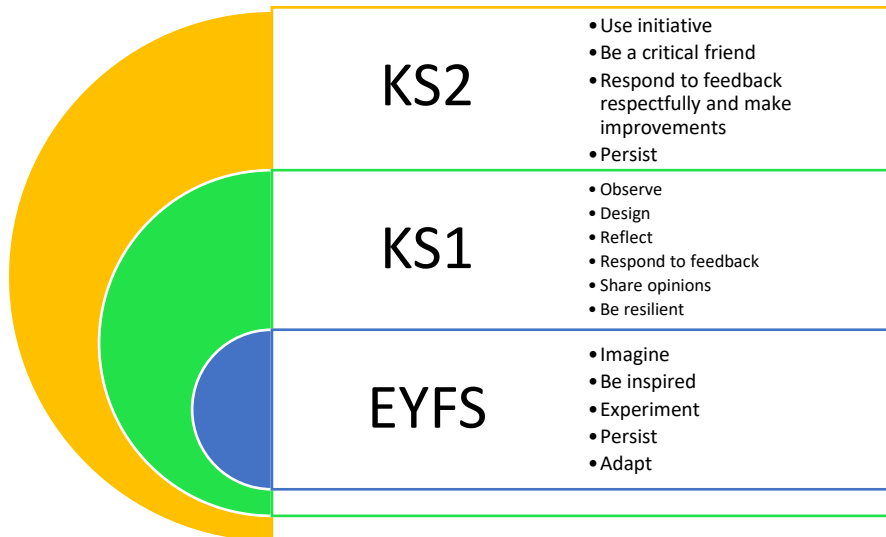 KS2
• Use initiative
• Be a critical friend
• Respond to feedback
respectfully and make
improvements
• Persist
KS1
• Observe
• Design
• Reflect
• Respond to feedback
• Share opinions
• Be resilient
EYFS
• Imagine
• Be inspired
• Experiment
• Persist
• Adapt